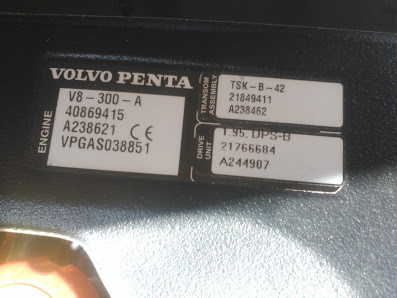 VOLVO PENTA
ENGINE
V8-300-A
40869415
A238621 CE
VPGAS038851
TRANSOM
ASSEMBLY
TSK-B-42
21849411
A238462
DRIVE
UNIT
1.95, DPS-B
21766684
A244907